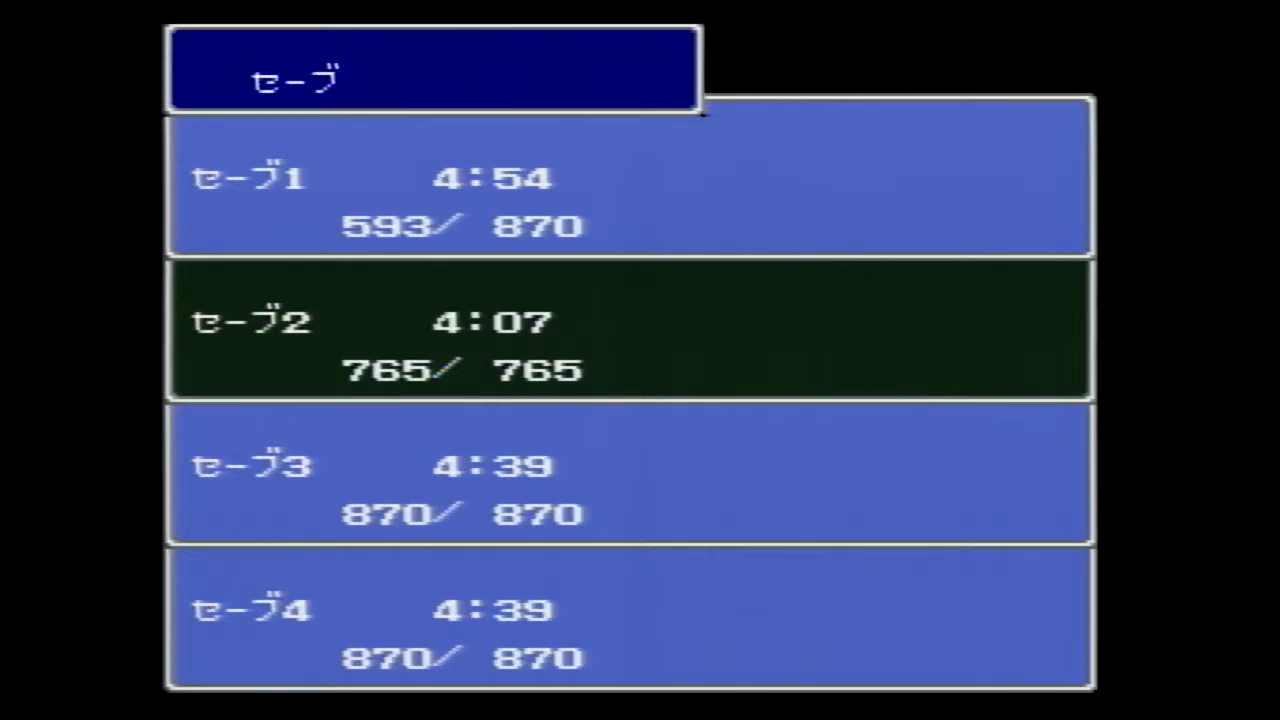 セーブ
セーブ1 4:54
593/ 870
セーブ2 4:07
765/ 765
セーブ3 4:39
870/ 870
セーブ4 4:39
870/ 870